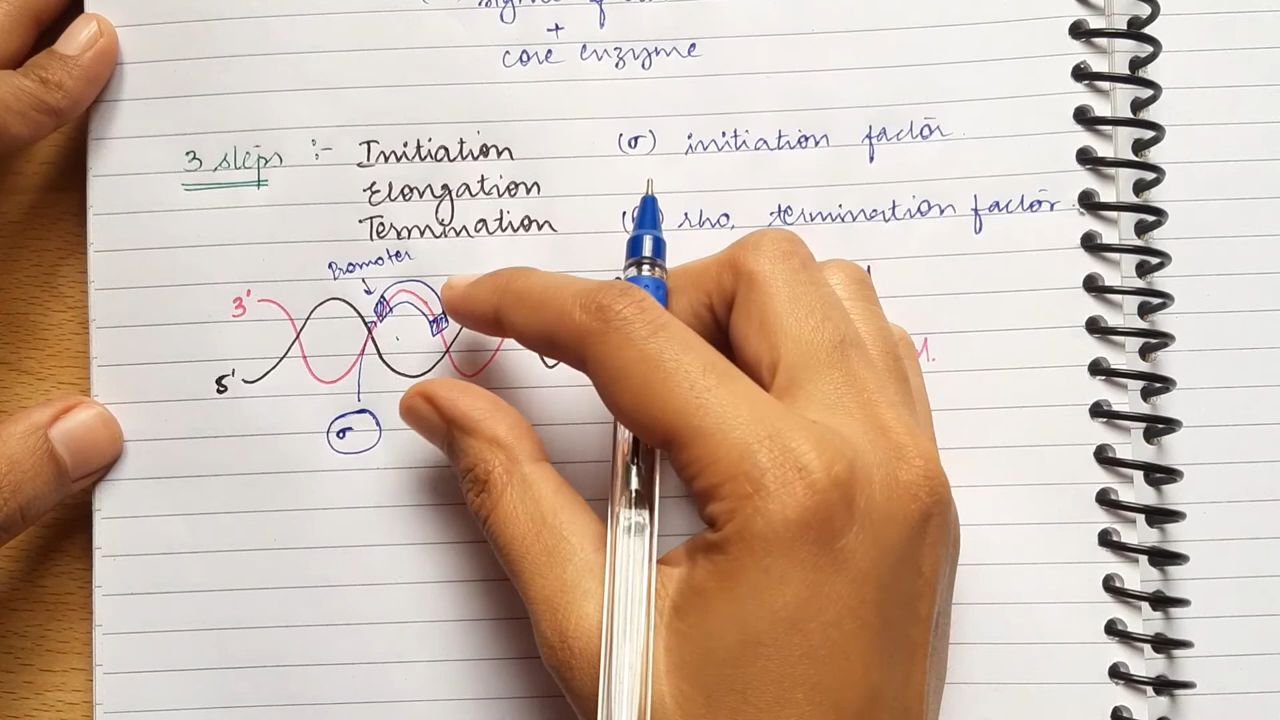 +
core enzyme
3 steps :- Initiation (σ) initiation factor.
Elongation
Termination rho, termination factor.
Promoter
3'
5'
σ